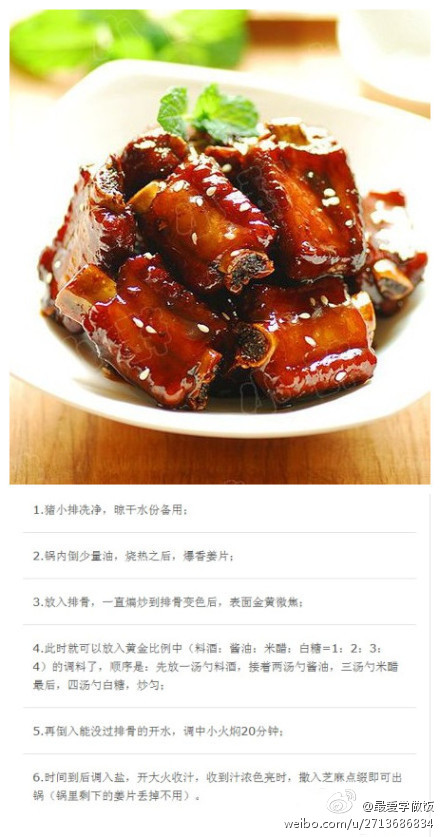 1.猪小排冼净，晾干水份备用；
2.锅内倒少量油，烧热之后，爆香姜片；
3.放入排骨，一直煸炒到排骨变色后，表面金黄微焦；
4.此时就可以放入黄金比例中（料酒：酱油：米醋：白糖=1：2：3：
4）的调料了，顺序是：先放一汤勺料酒，接着两汤勺酱油，三汤勺米醋
最后，四汤勺白糖，炒匀；
5.再倒入能没过排骨的开水，调中小火焖20分钟；
6.时间到后调入盐，开大火收汁，收到汁浓色亮时，撒入芝麻点缀即可出
锅（锅里剩下的姜片丢掉不用）。
@最爱学做饭
weibo.com/u/2713686834